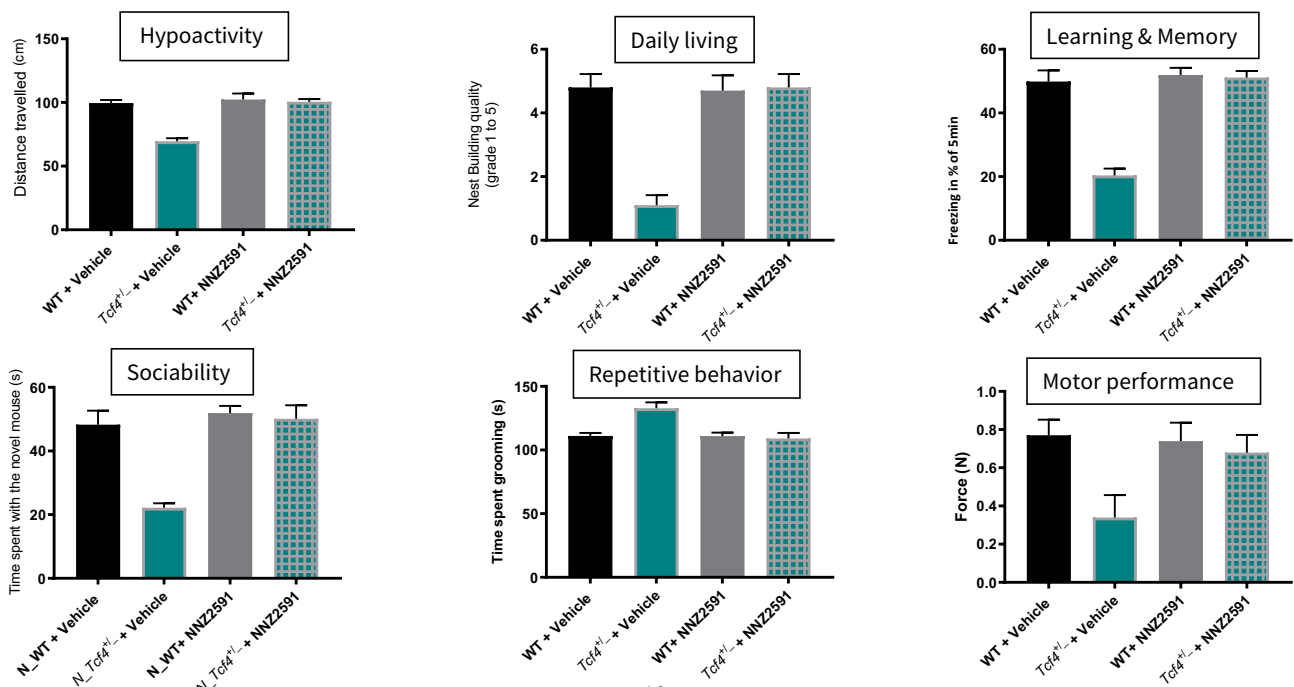 Hypoactivity
Distance travelled (cm)
150
100
50
0
WT + Vehicle
Tcf4+/_ + Vehicle
WT+ NNZ2591
Tcf4+/_ + NNZ2591
Daily living
Nest Building quality
(grade 1 to 5)
6
4
2
0
WT + Vehicle
Tcf4+/_ + Vehicle
WT+ NNZ2591
Tcf4+/_ + NNZ2591
Learning & Memory
Freezing in % of 5min
60
40
20
0
WT + Vehicle
Tcf4+/_ + Vehicle
WT+ NNZ2591
Tcf4+/_ + NNZ2591
Sociability
Time spent with the novel mouse (s)
60
40
20
0
N_WT + Vehicle
N_Tcf4+/_ + Vehicle
N_WT+ NNZ2591
N_Tcf4+/_ + NNZ2591
Repetitive behavior
Time spent grooming (s)
150
100
50
0
WT + Vehicle
Tcf4+/_ + Vehicle
WT+ NNZ2591
Tcf4+/_ + NNZ2591
Motor performance
Force (N)
1.0
0.8
0.6
0.4
0.2
0.0
WT + Vehicle
Tcf4+/_ + Vehicle
WT+ NNZ2591
Tcf4+/_ + NNZ2591